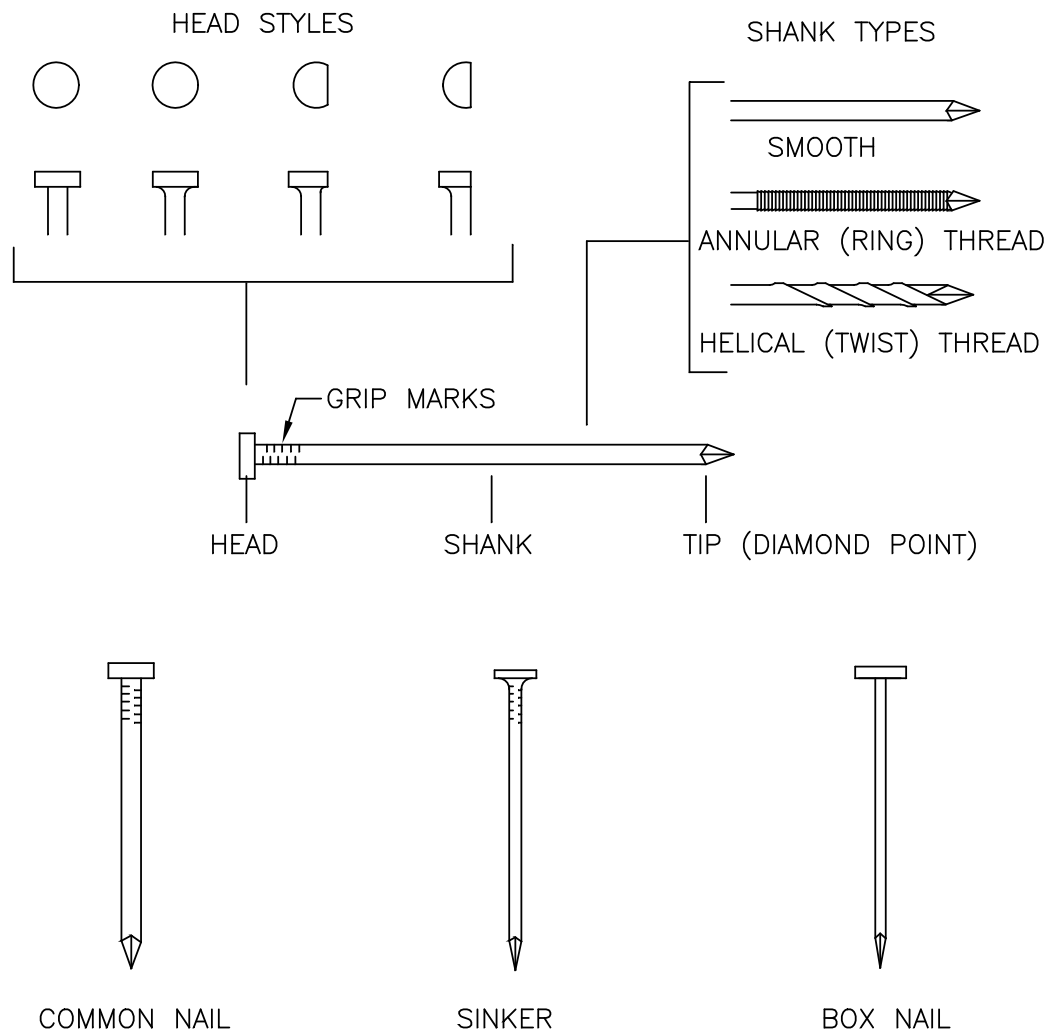 HEAD STYLES
SHANK TYPES
SMOOTH
ANNULAR (RING) THREAD
HELICAL (TWIST) THREAD
GRIP MARKS
HEAD
SHANK
TIP (DIAMOND POINT)
COMMON NAIL
SINKER
BOX NAIL